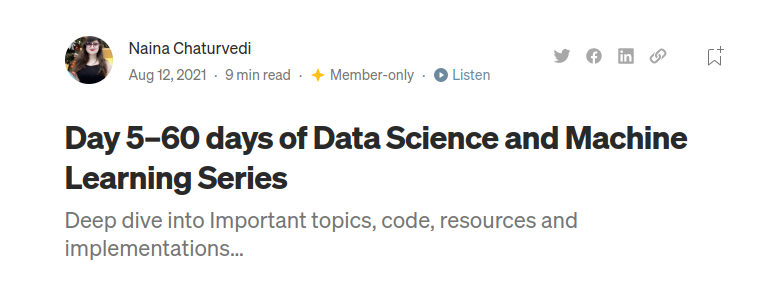 Naina Chaturvedi
Aug 12, 2021 · 9 min read · Member-only · Listen
Day 5–60 days of Data Science and Machine
Learning Series
Deep dive into Important topics, code, resources and
implementations...